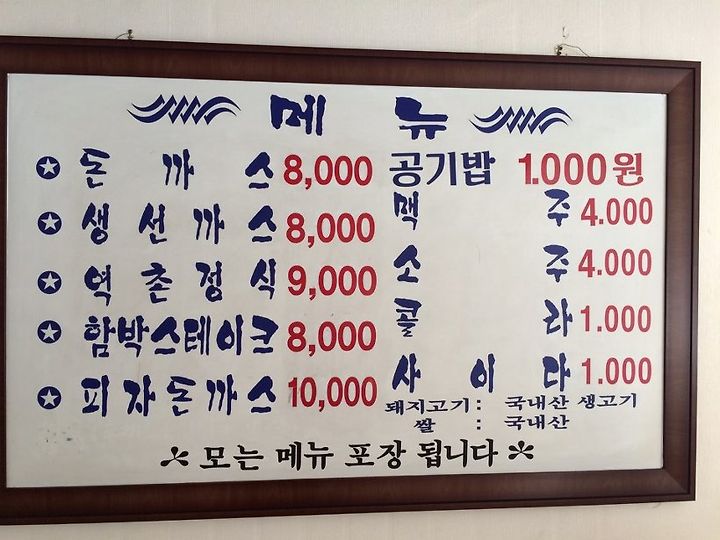 메 뉴
✪ 돈 까 스 8,000
✪ 생 선 까 스 8,000
✪ 역 촌 정 식 9,000
✪ 함박스테이크 8,000
✪ 피 자 돈 까 스 10,000
공기밥 1.000원
맥 주 4.000
소 주 4.000
콜 라 1.000
사 이 다 1.000
돼지고기 : 국내산 생고기
쌀 : 국내산
* 모는 메뉴 포장 됩니다 *